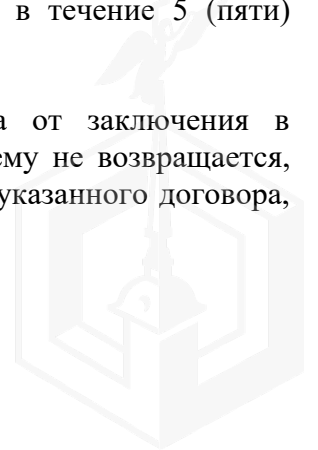 в течение 5 (пяти)
от заключения в
ему не возвращается,
указанного договора,